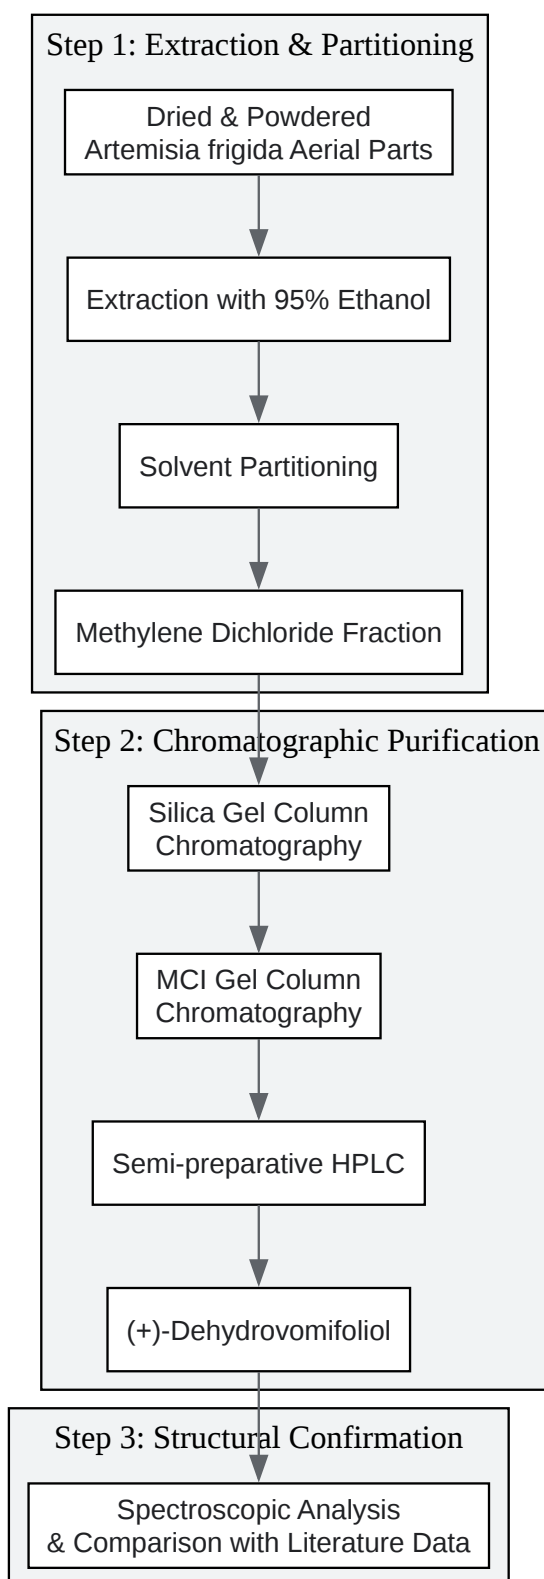 Step 1: Extraction & Partitioning
Dried & Powdered
Artemisia frigida Aerial Parts
Extraction with 95% Ethanol
Solvent Partitioning
Methylene Dichloride Fraction
Step 2: Chromatographic Purification
Silica Gel Column
Chromatography
MCI Gel Column
Chromatography
Semi-preparative HPLC
(+)-Dehydrovomifoliol
Step 3: Structural Confirmation
Spectroscopic Analysis
& Comparison with Literature Data